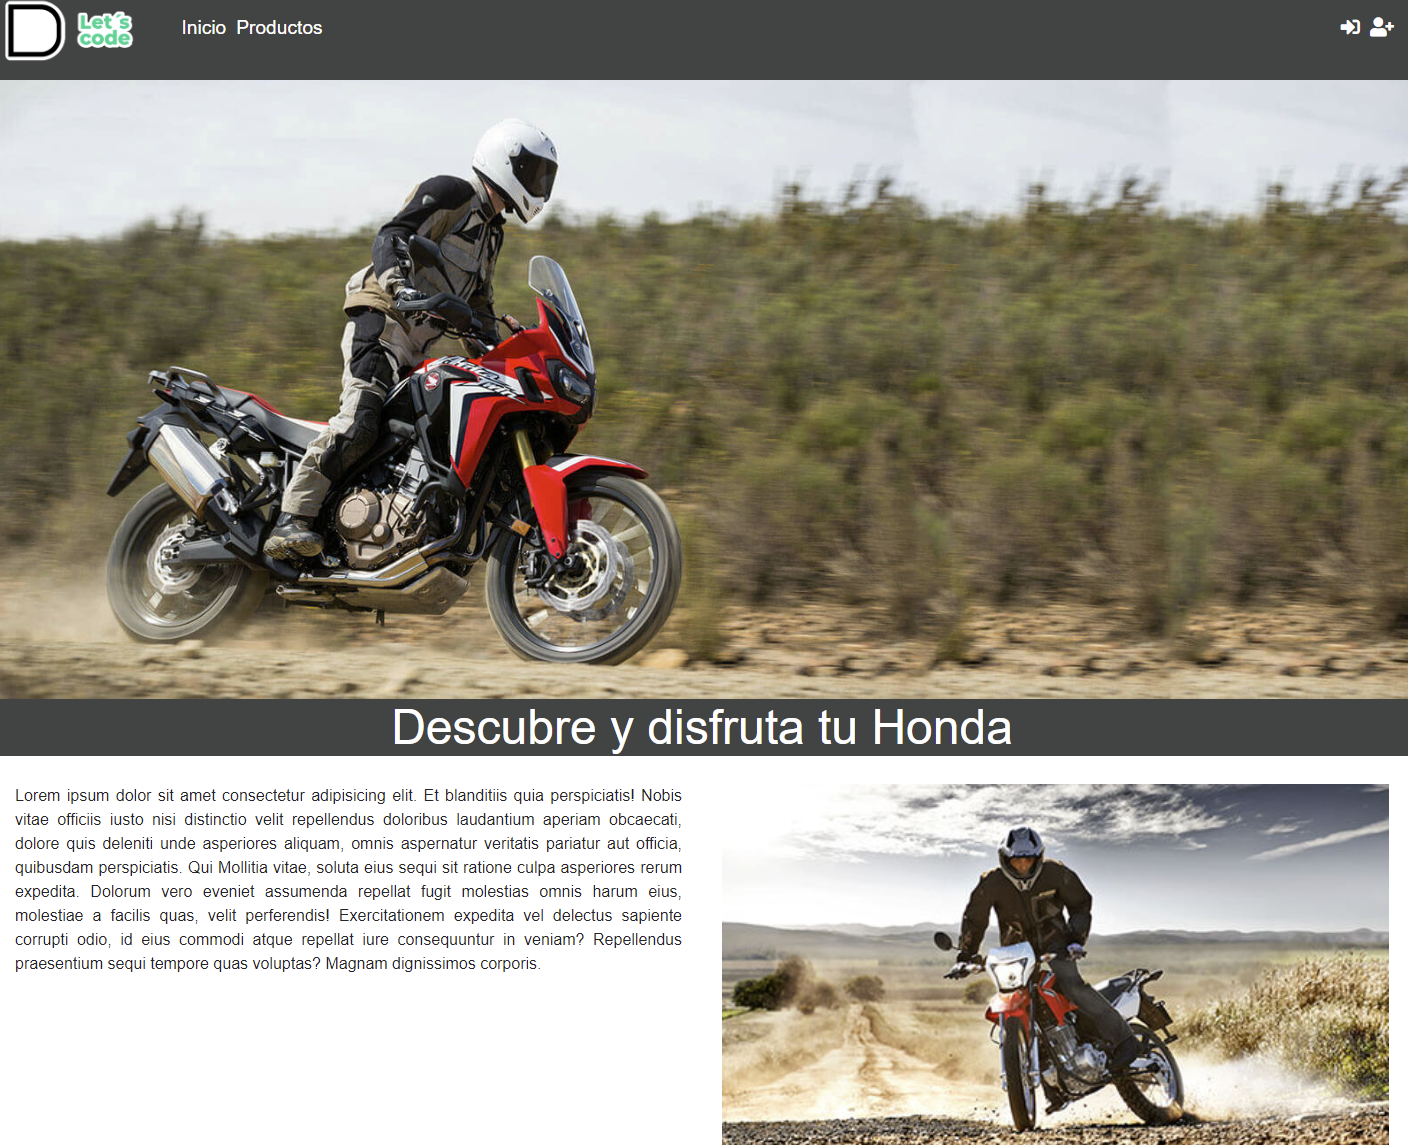 D Let's code
Inicio Productos
Descubre y disfruta tu Honda
Lorem ipsum dolor sit amet consectetur adipisicing elit. Et blanditiis quia perspiciatis! Nobis
vitae officiis iusto nisi distinctio velit repellendus doloribus laudantium aperiam obcaecati,
dolore quis deleniti unde asperiores aliquam, omnis aspernatur veritatis pariatur aut officia,
quibusdam perspiciatis. Qui Mollitia vitae, soluta eius sequi sit ratione culpa asperiores rerum
expedita. Dolorum vero eveniet assumenda repellat fugit molestias omnis harum eius,
molestiae a facilis quas, velit perferendis! Exercitationem expedita vel delectus sapiente
corrupti odio, id eius commodi atque repellat iure consequuntur in veniam? Repellendus
praesentium sequi tempore quas voluptas? Magnam dignissimos corporis.